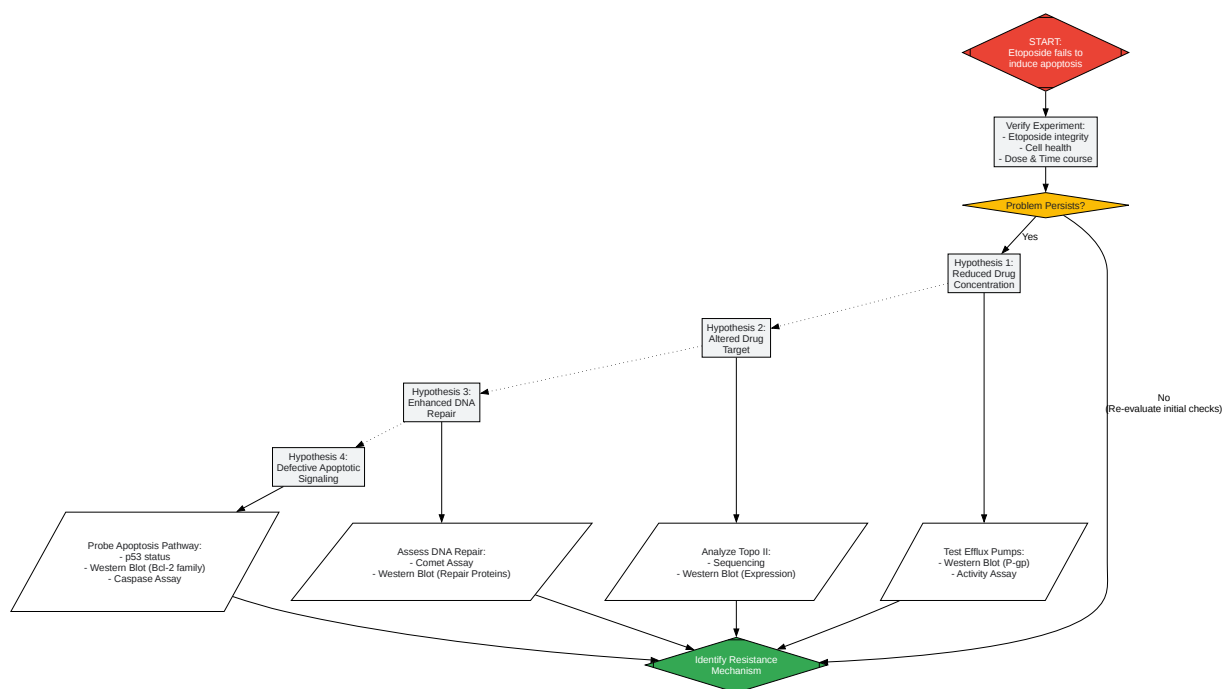 START:
Etoposide fails to
induce apoptosis
Verify Experiment:
- Etoposide integrity
- Cell health
- Dose & Time course
Problem Persists?
Yes
Hypothesis 1:
Reduced Drug
Concentration
Hypothesis 2:
Altered Drug
Target
Hypothesis 3:
Enhanced DNA
Repair
No
(Re-evaluate initial checks)
Hypothesis 4:
Defective Apoptotic
Signaling
Probe Apoptosis Pathway:
- p53 status
- Western Blot (Bcl-2 family)
- Caspase Assay
Assess DNA Repair:
- Comet Assay
- Western Blot (Repair Proteins)
Analyze Topo II:
- Sequencing
- Western Blot (Expression)
Test Efflux Pumps:
- Western Blot (P-gp)
- Activity Assay
Identify Resistance
Mechanism